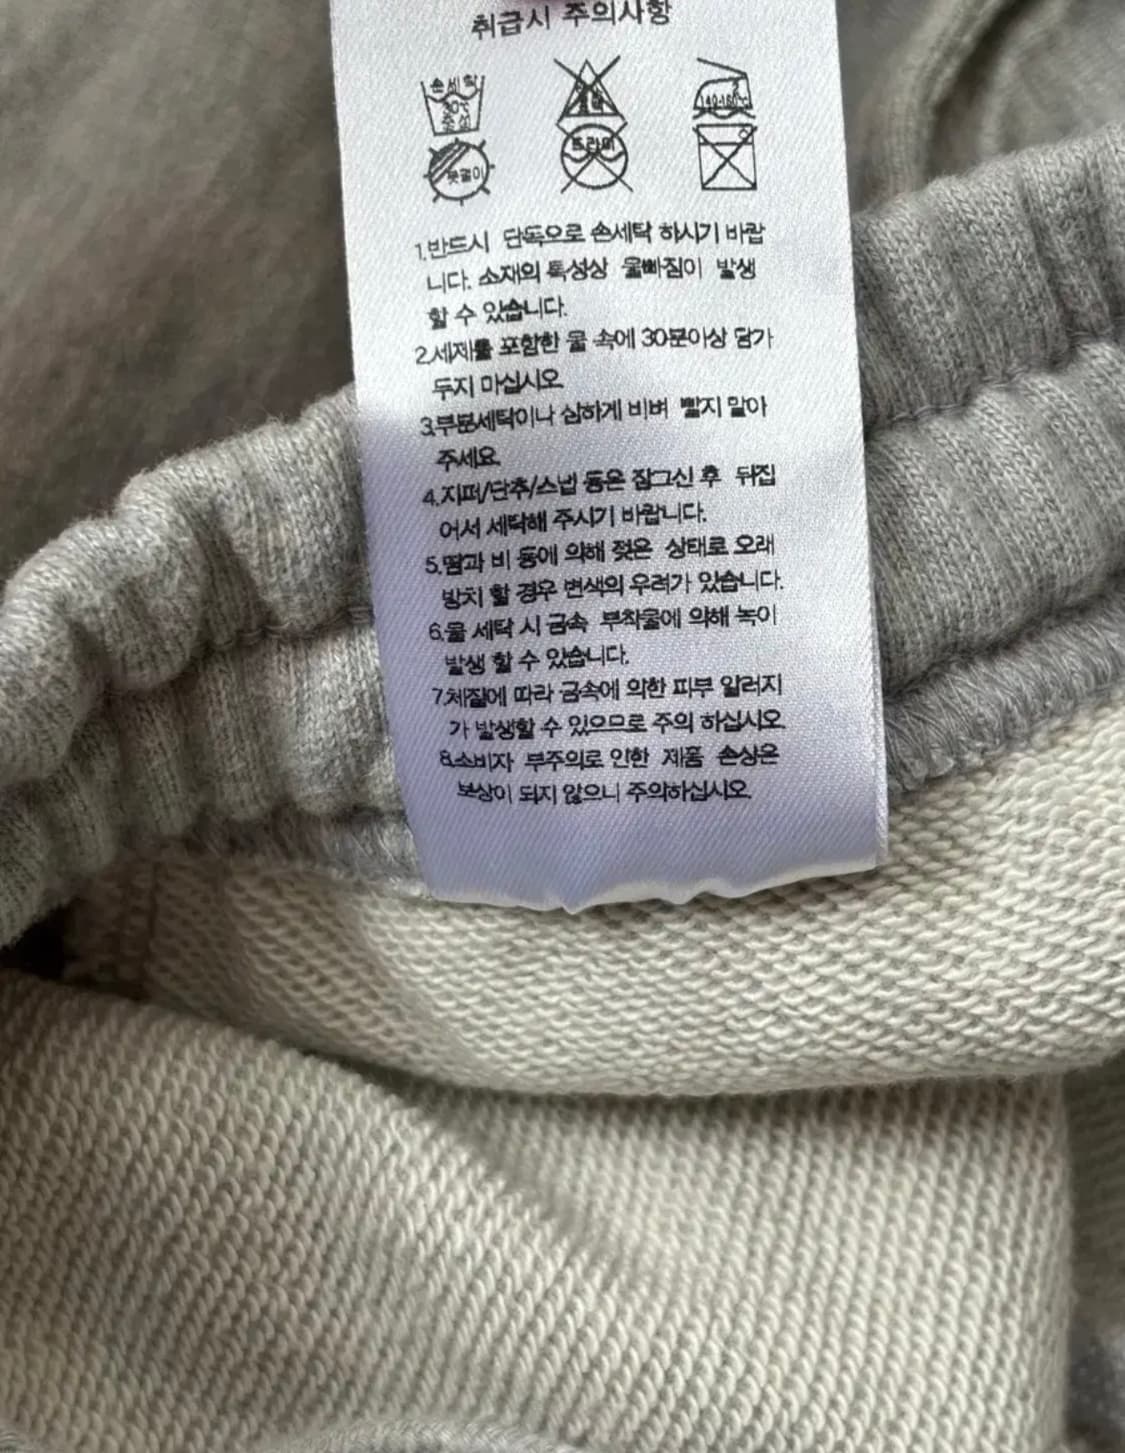 취급시 주의사항
손세탁
30℃
중성
드라이
140-160℃
옷걸이
1.반드시 단독으로 손세탁 하시기 바랍
니다. 소재의 특성상 물빠짐이 발생
할 수 있습니다.
2.세제를 포함한 물 속에 30분이상 담가
두지 마십시오.
3.부분세탁이나 심하게 비벼 빨지 말아
주세요.
4.지퍼/단추/스냅 등은 잠그신 후 뒤집
어서 세탁해 주시기 바랍니다.
5.땀과 비 등에 의해 젖은 상태로 오래
방치 할 경우 변색의 우려가 있습니다.
6.물 세탁 시 금속 부착물에 의해 녹이
발생 할 수 있습니다.
7.체질에 따라 금속에 의한 피부 알러지
가 발생할 수 있으므로 주의 하십시오.
8.소비자 부주의로 인한 제품 손상은
보상이 되지 않으니 주의하십시오.